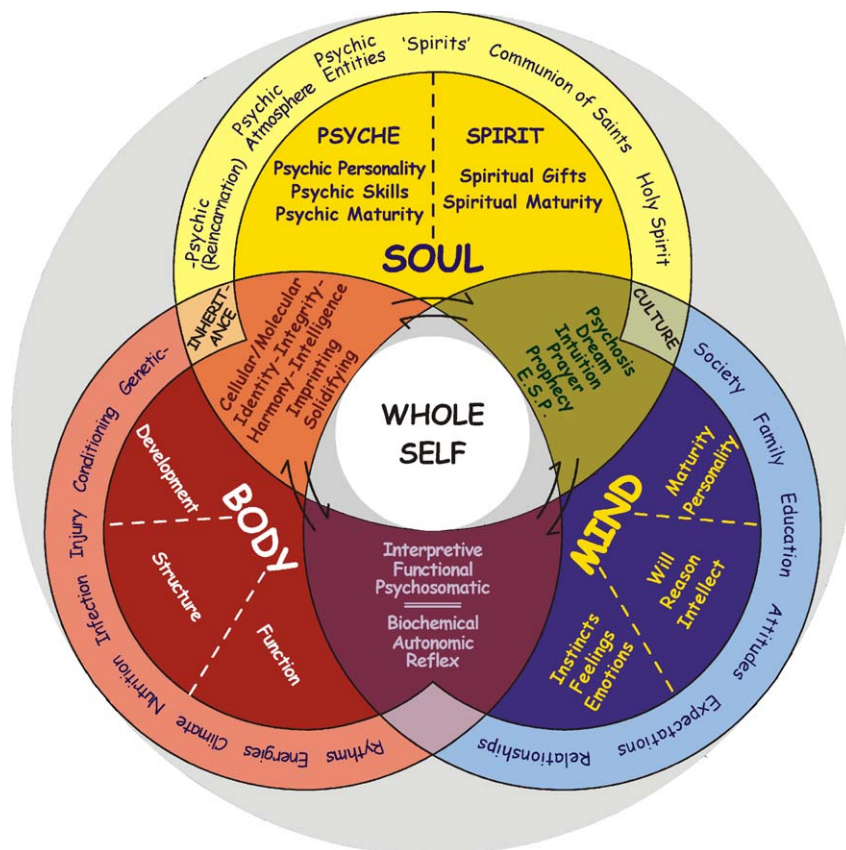 -Psychic
(Reincarnation)
Psychic
Atmosphere
Psychic
Entities
'Spirits'
Communion of Saints
Holy Spirit
PSYCHE
Psychic Personality
Psychic Skills
Psychic Maturity
SPIRIT
Spiritual Gifts
Spiritual Maturity
SOUL
INHERIT-
ANCE
CULTURE
Cellular/Molecular
Identity-Integrity-
Harmony-Intelligence
Imprinting
Solidifying
Psychosis
Dream
Intuition
Prayer
Prophecy
E.S.P.
WHOLE
SELF
Genetic-
Conditioning
Injury
Infection
Nutrition
Climate
Energies
Rythms
Development
Structure
Function
BODY
Interpretive
Functional
Psychosomatic
Biochemical
Autonomic
Reflex
MIND
Maturity
Personality
Will
Reason
Intellect
Instincts
Feelings
Emotions
Society
Family
Education
Attitudes
Expectations
Relationships